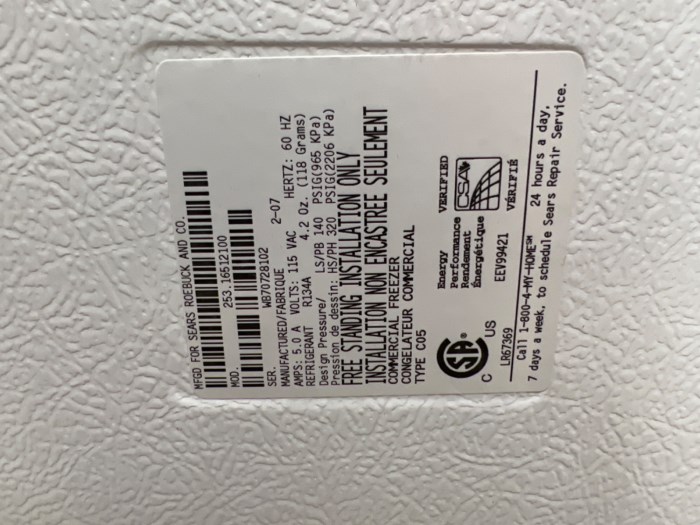 MFGD FOR SEARS ROEBUCK AND CO.
MOD. 253.16512100
SER. WB70728102
MANUFACTURED/FABRIQUE 2-07
AMPS: 5.0 A VOLTS: 115 VAC HERTZ: 60 HZ
REFRIGERANT R134A 4.2 Oz. (118 Grams)
Design Pressure/ LS/PB 140 PSIG(965 KPa)
Pression de dessin: HS/PH 320 PSIG(2206 KPa)
FREE STANDING INSTALLATION ONLY
INSTALLATION NON ENCASTREE SEULEMENT
COMMERCIAL FREEZER
CONGELATEUR COMMERCIAL
TYPE C05
Energy
Performance
Rendement
Énergétique
EEV99421
VERIFIED
CSA
VÉRIFIÉ
C SA® US
LR67369
Call 1-800-4-MY-HOME℠ 24 hours a day,
7 days a week, to schedule Sears Repair Service.